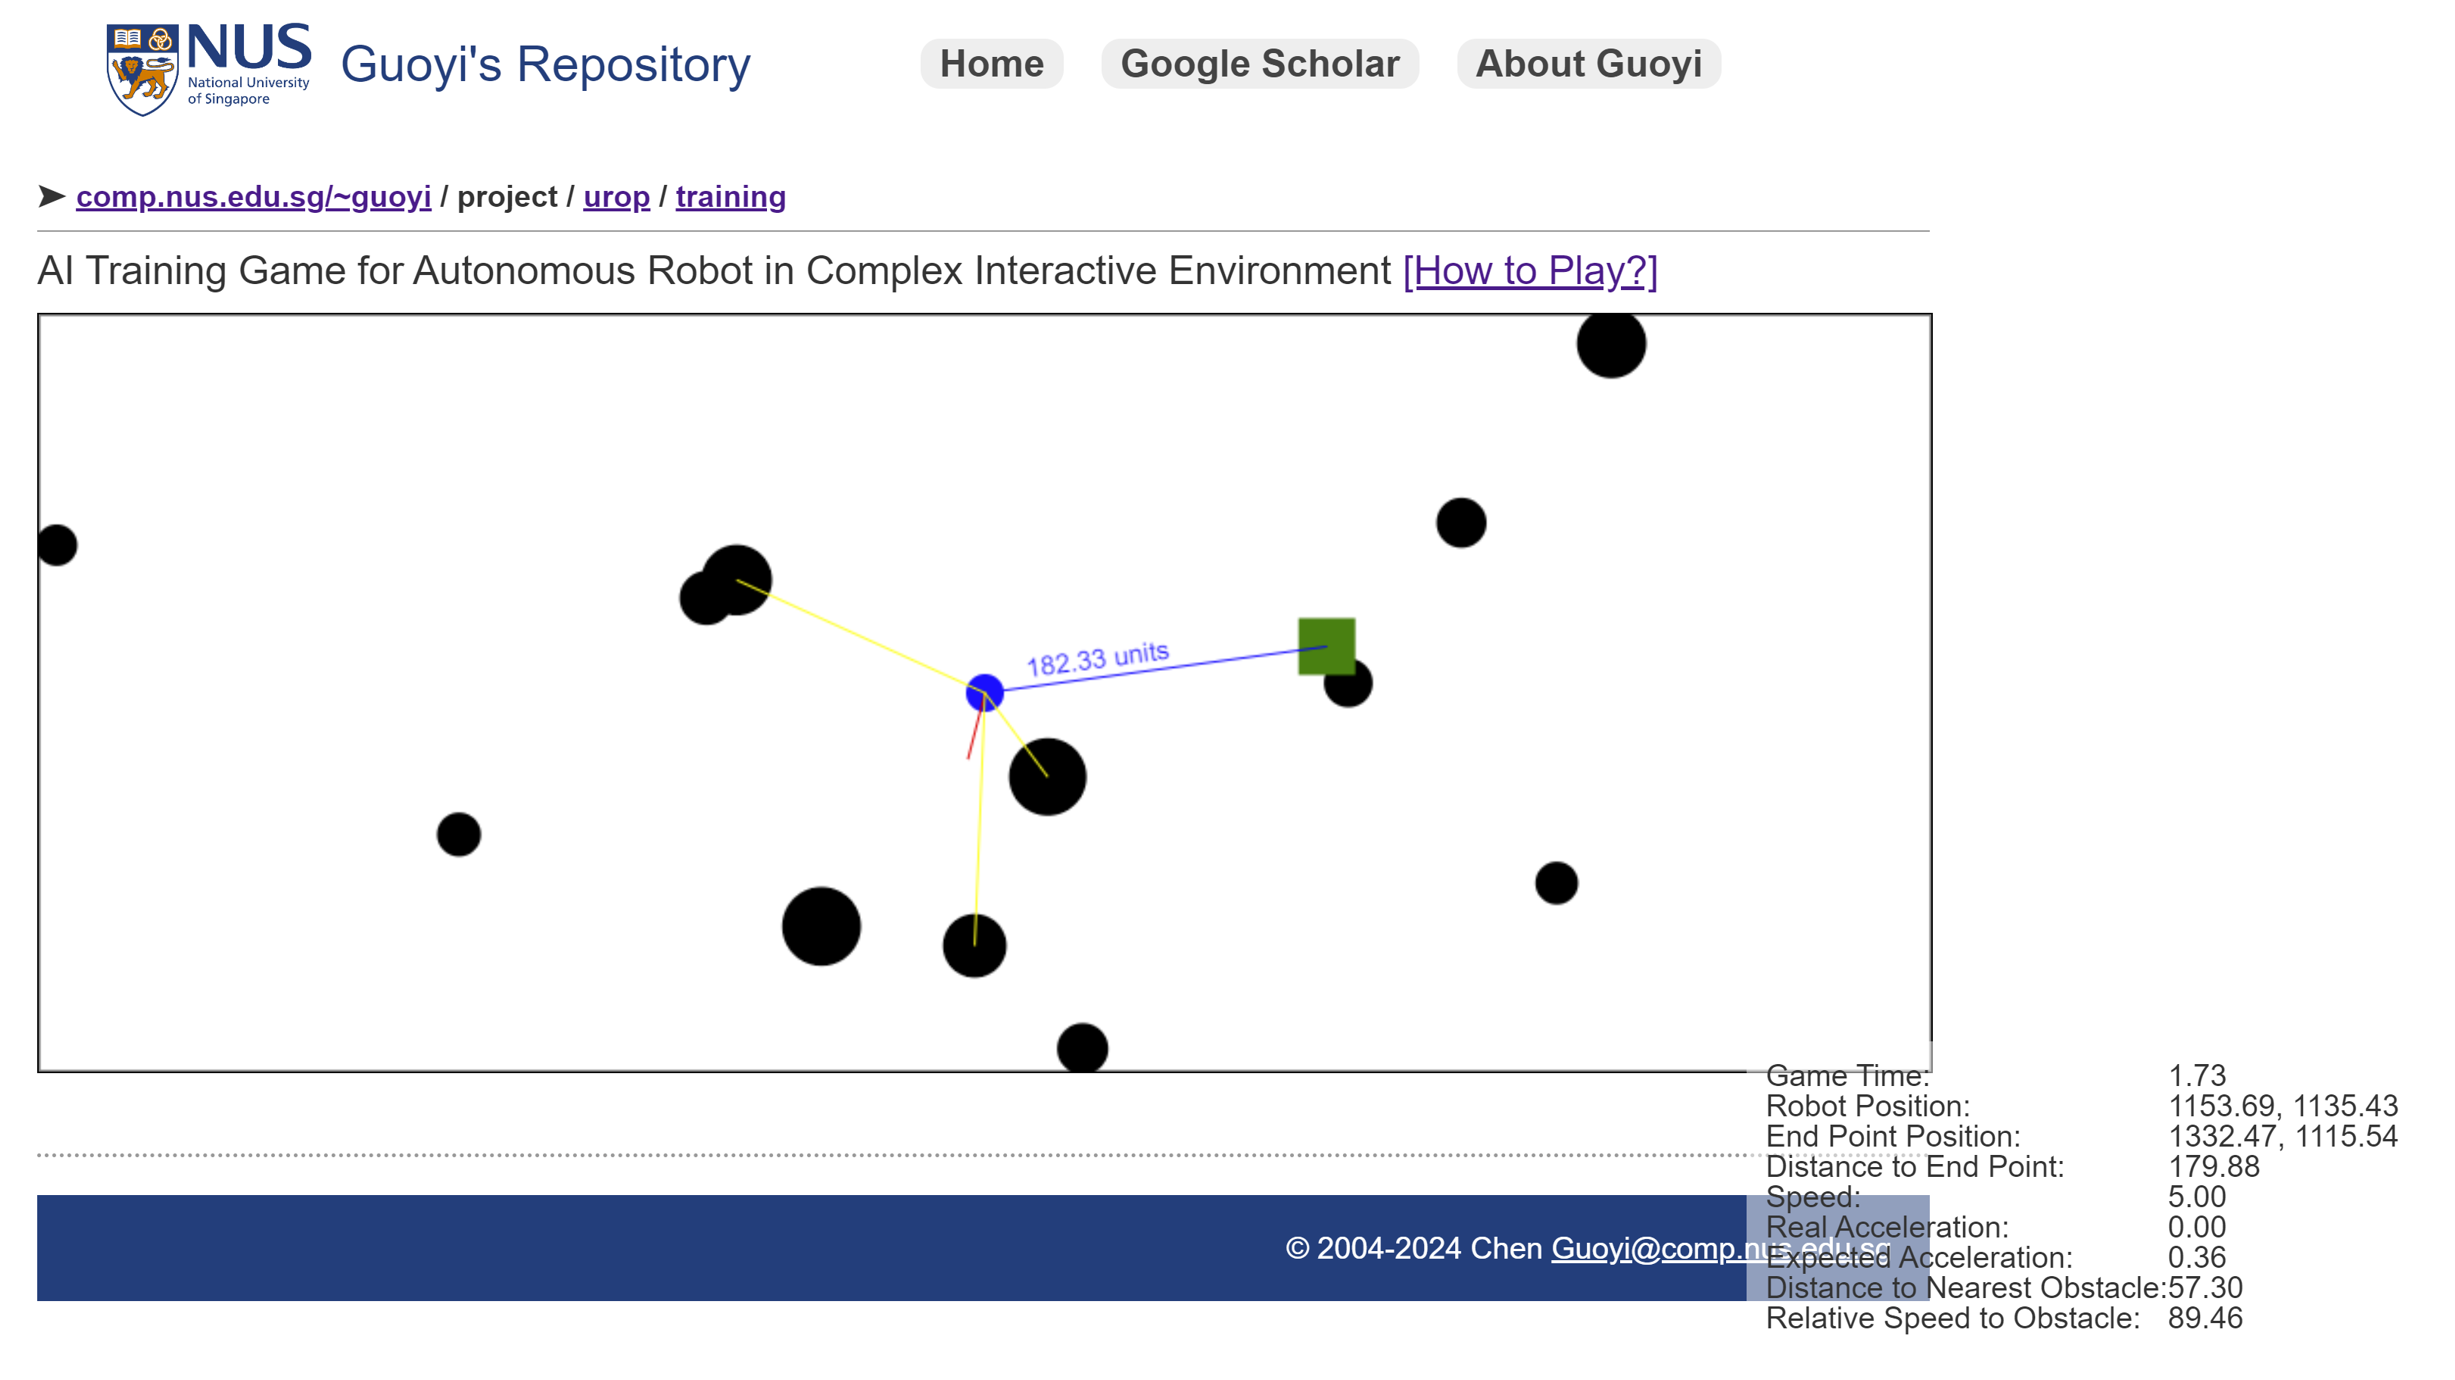 NUS
National University
of Singapore
Guoyi's Repository
Home
Google Scholar
About Guoyi
➤ comp.nus.edu.sg/~guoyi / project / urop / training
AI Training Game for Autonomous Robot in Complex Interactive Environment [How to Play?]
182.33 units
Game Time: 1.73
Robot Position: 1153.69, 1135.43
End Point Position: 1332.47, 1115.54
Distance to End Point: 179.88
Speed: 5.00
Real Acceleration: 0.00
Expected Acceleration: 0.36
Distance to Nearest Obstacle:57.30
Relative Speed to Obstacle: 89.46
© 2004-2024 Chen Guoyi@comp.nus.edu.sg